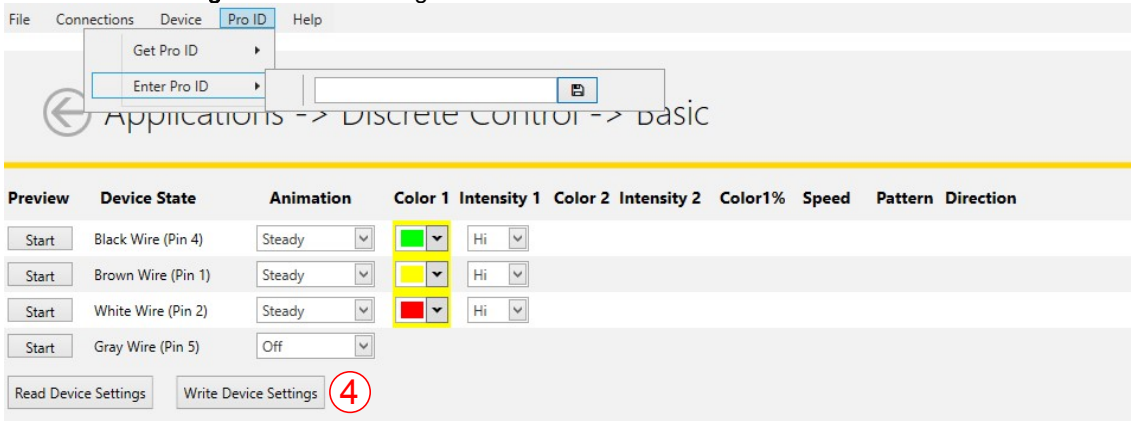 File Connections Device Pro ID Help
Get Pro ID
Enter Pro ID
Applications -> Discrete Control -> Basic
Preview Device State Animation Color 1 Intensity 1 Color 2 Intensity 2 Color1% Speed Pattern Direction
Start Black Wire (Pin 4) Steady Hi
Start Brown Wire (Pin 1) Steady Hi
Start White Wire (Pin 2) Steady Hi
Start Gray Wire (Pin 5) Off
Read Device Settings Write Device Settings 4